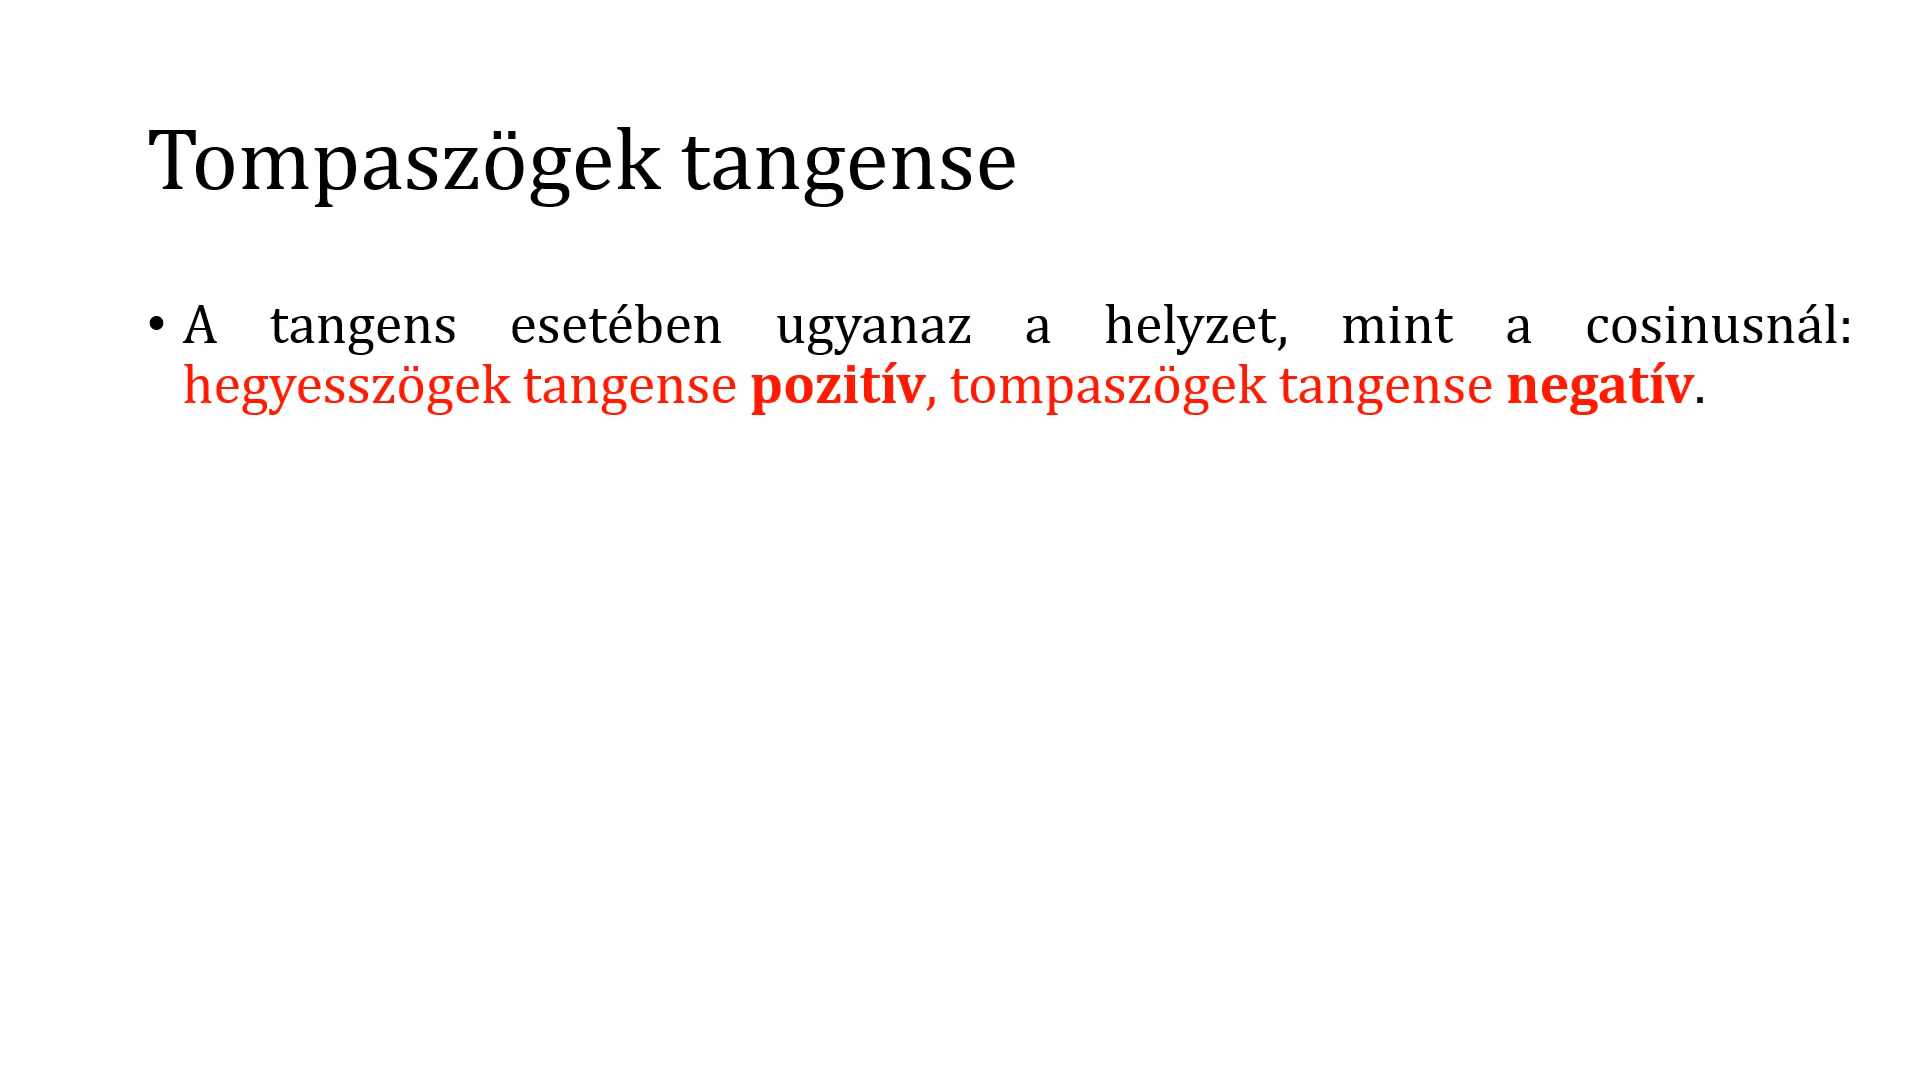 Tompaszögek tangense
• A tangens esetében ugyanaz a helyzet, mint a cosinusnál:
hegyesszögek tangense pozitív, tompaszögek tangense negatív.